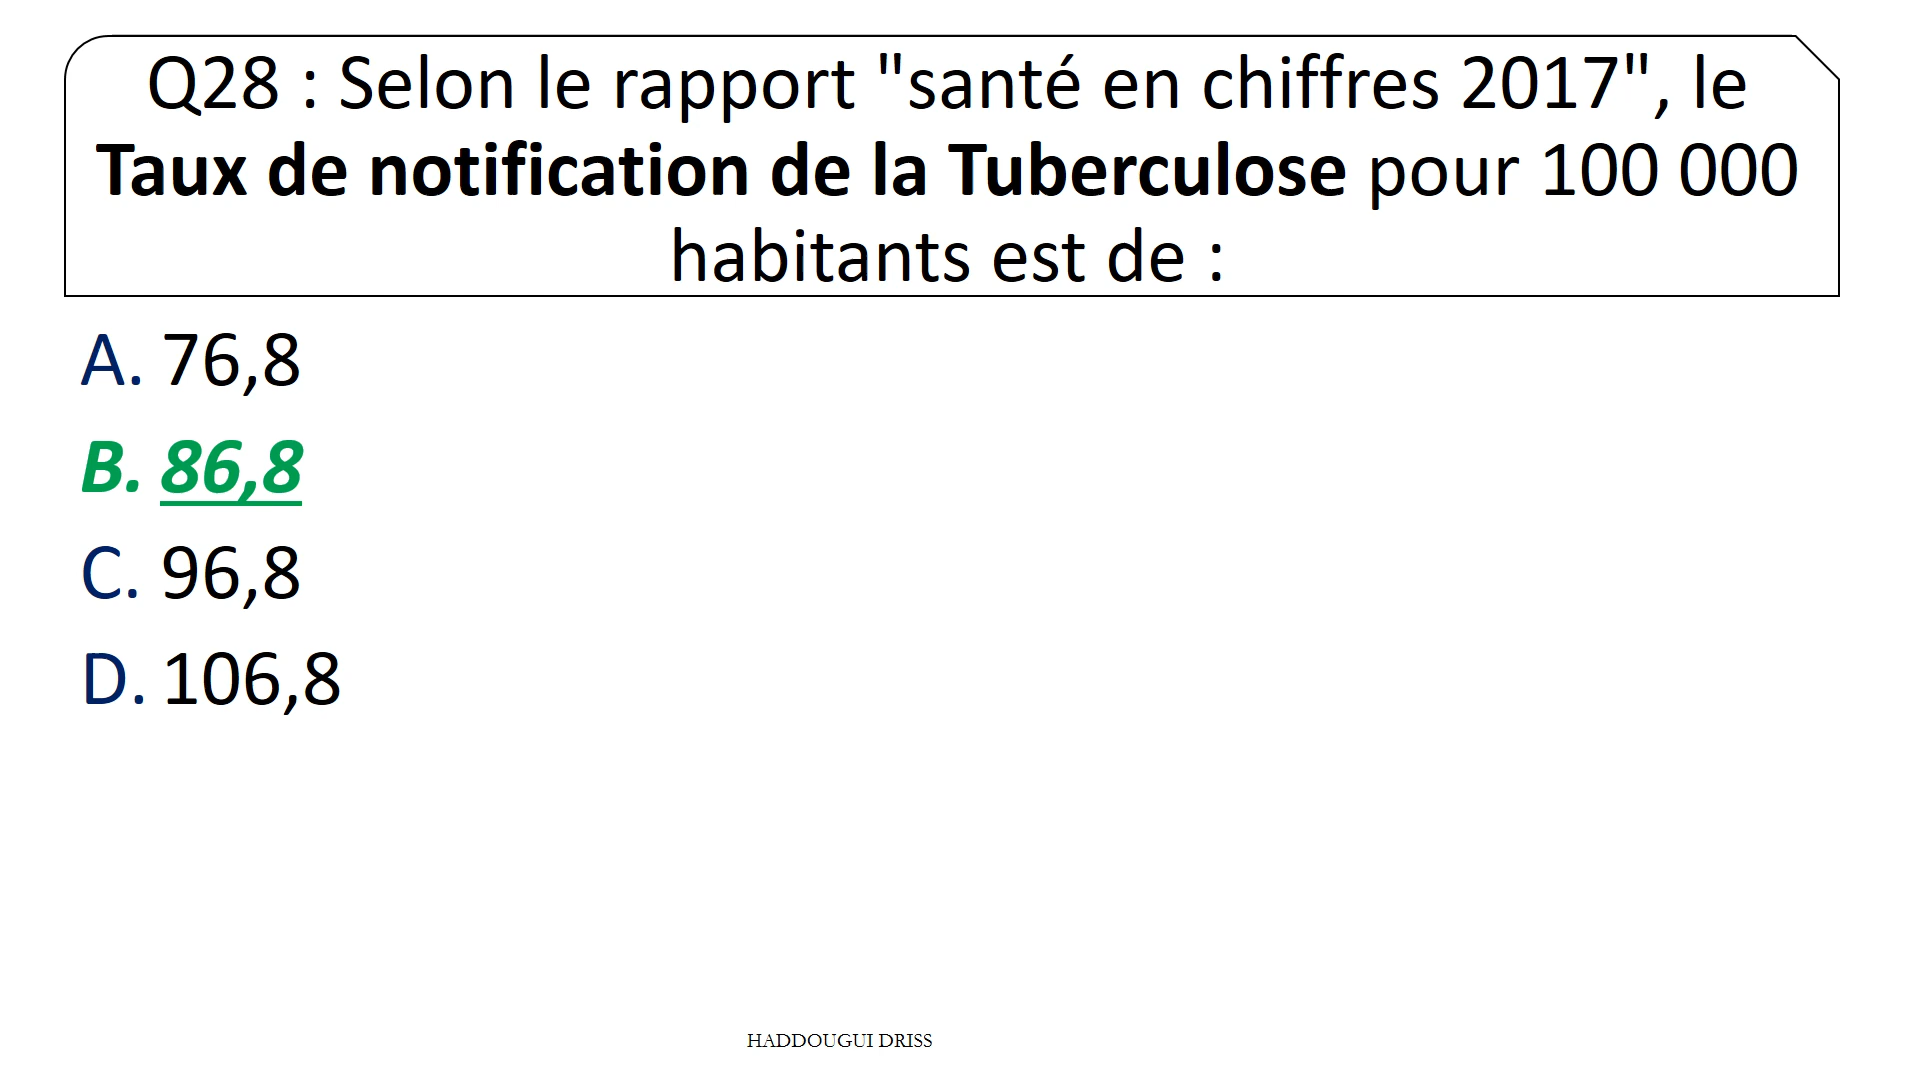 Q28 : Selon le rapport "santé en chiffres 2017", le
Taux de notification de la Tuberculose pour 100 000
habitants est de :
A. 76,8
B. 86,8
C. 96,8
D. 106,8
HADDOUGUI DRISS